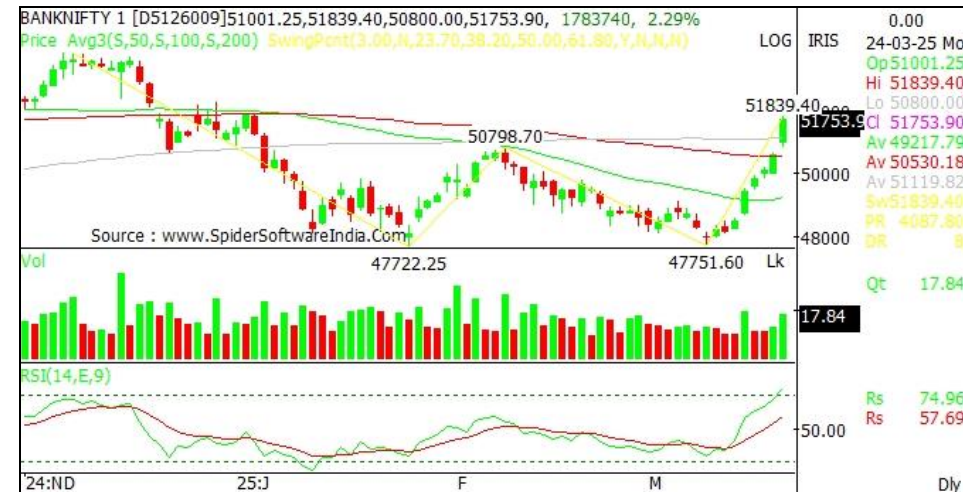 BANKNIFTY 1 [D5126009]51001.25,51839.40,50800.00,51753.90, 1783740, 2.29%
Price Avg3(S,50,S,100,S,200) SwingPcnt(3.00,N,23.70,38.20,50.00,61.80,Y,N,N,N)
LOG
IRIS
0.00
24-03-25 Mo
Op 51001.25
Hi 51839.40
Lo 50800.00
Cl 51753.90
Av 49217.79
Av 50530.18
Av 51119.82
Sw 51839.40
PR 4087.80
DR 8
51839.40
51753.9
50798.70
50000
48000
Source : www.SpiderSoftwareIndia.Com
47722.25
47751.60
Lk
Vol
Qt 17.84
17.84
RSI(14,E,9)
Rs 74.96
Rs 57.69
50.00
'24:ND
25:J
F
M
Dly